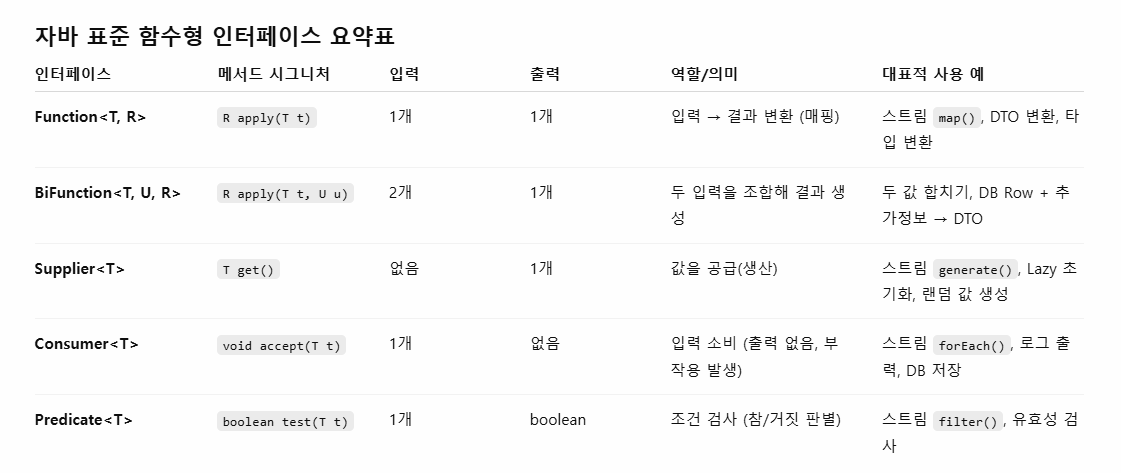 자바 표준 함수형 인터페이스 요약표
인터페이스 메서드 시그니처 입력 출력 역할/의미 대표적 사용 예
Function<T, R> R apply(T t) 1개 1개 입력 → 결과 변환 (매핑) 스트림 map(), DTO 변환, 타
입 변환
BiFunction<T, U, R> R apply(T t, U u) 2개 1개 두 입력을 조합해 결과 생 두 값 합치기, DB Row + 추
성 가정보 → DTO
Supplier<T> T get() 없음 1개 값을 공급(생산) 스트림 generate(), Lazy 초
기화, 랜덤 값 생성
Consumer<T> void accept(T t) 1개 없음 입력 소비 (출력 없음, 부 스트림 forEach(), 로그 출
작용 발생) 력, DB 저장
Predicate<T> boolean test(T t) 1개 boolean 조건 검사 (참/거짓 판별) 스트림 filter(), 유효성 검
사